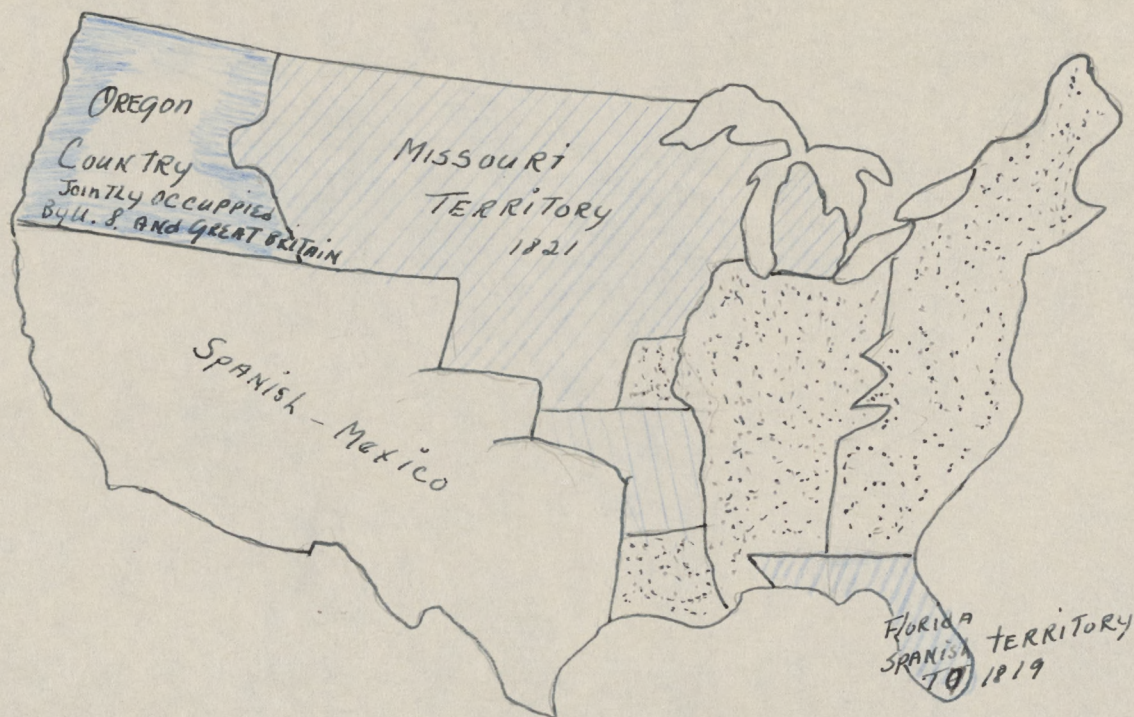 OREGON
COUNTRY
JOINTLY OCCUPPIED
By U. S. AND GREAT BRITAIN
MISSOURI
TERRITORY
1821
SPANISH - MEXICO
FLORIDA
SPANISH TERRITORY
TO 1819